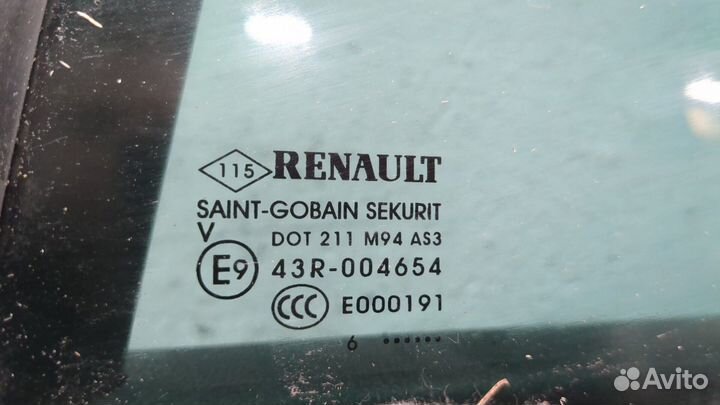 115 RENAULT
SAINT-GOBAIN SEKURIT
V DOT 211 M94 AS3
E9 43R-004654
CCC E000191
6 ••••••
Avito